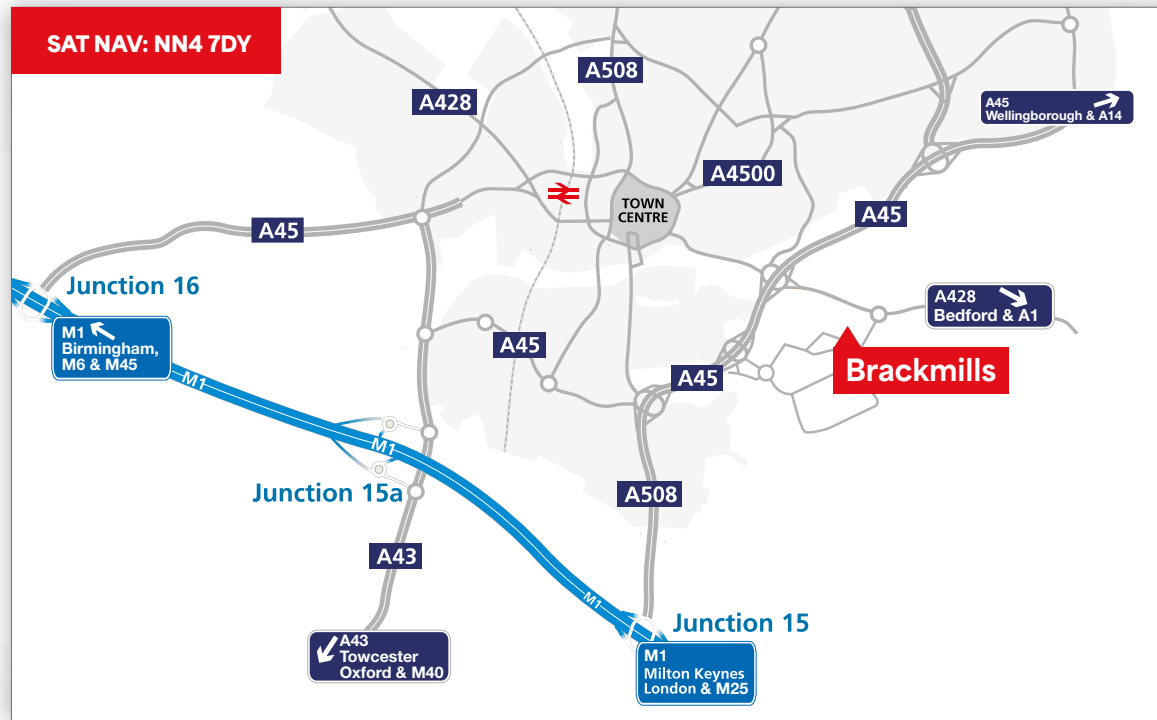 SAT NAV: NN4 7DY
A508
A428
A45
Wellingborough & A14
A4500
TOWN
CENTRE
A45
A45
Junction 16
A428
Bedford & A1
M1
Birmingham,
M6 & M45
A45
Brackmills
M1
A45
M1
Junction 15a
A508
A43
M1
Junction 15
A43
Towcester
Oxford & M40
M1
Milton Keynes
London & M25